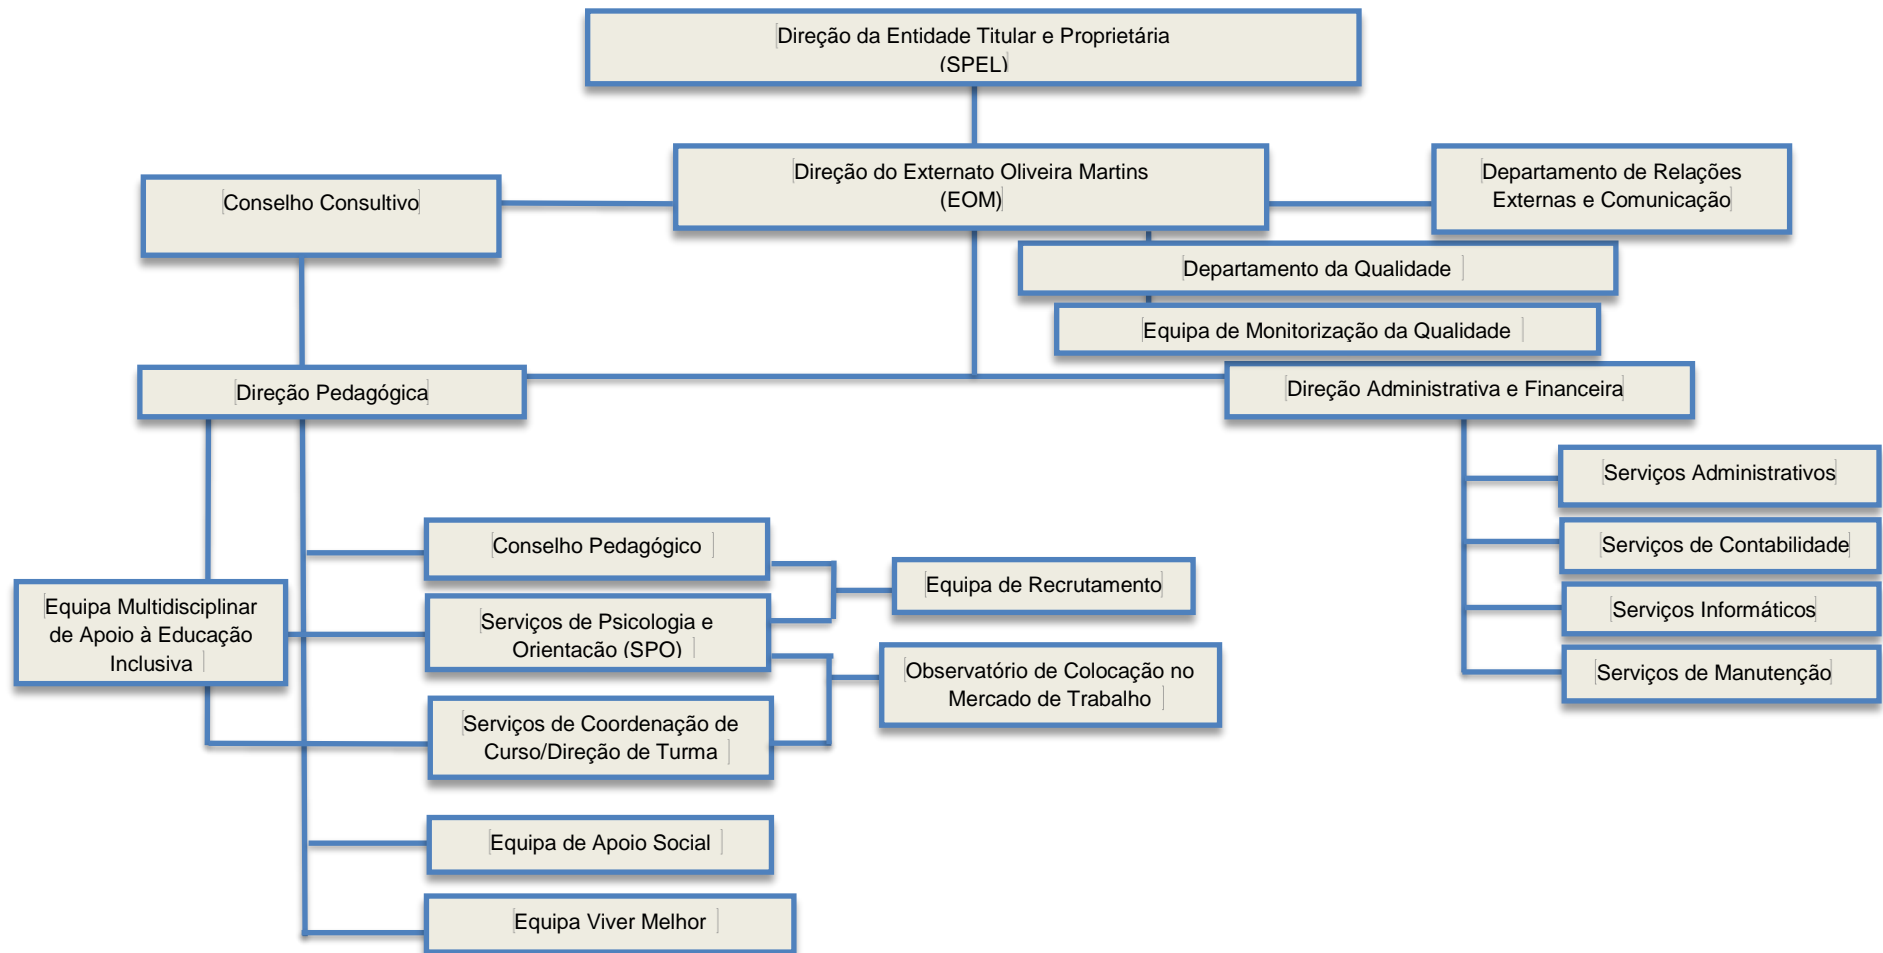 Direção da Entidade Titular e Proprietária
(SPEL)
Direção do Externato Oliveira Martins
(EOM)
Departamento de Relações
Externas e Comunicação
Conselho Consultivo
Departamento da Qualidade
Equipa de Monitorização da Qualidade
Direção Pedagógica
Direção Administrativa e Financeira
Serviços Administrativos
Serviços de Contabilidade
Serviços Informáticos
Serviços de Manutenção
Conselho Pedagógico
Equipa de Recrutamento
Equipa Multidisciplinar
de Apoio à Educação
Inclusiva
Serviços de Psicologia e
Orientação (SPO)
Observatório de Colocação no
Mercado de Trabalho
Serviços de Coordenação de
Curso/Direção de Turma
Equipa de Apoio Social
Equipa Viver Melhor